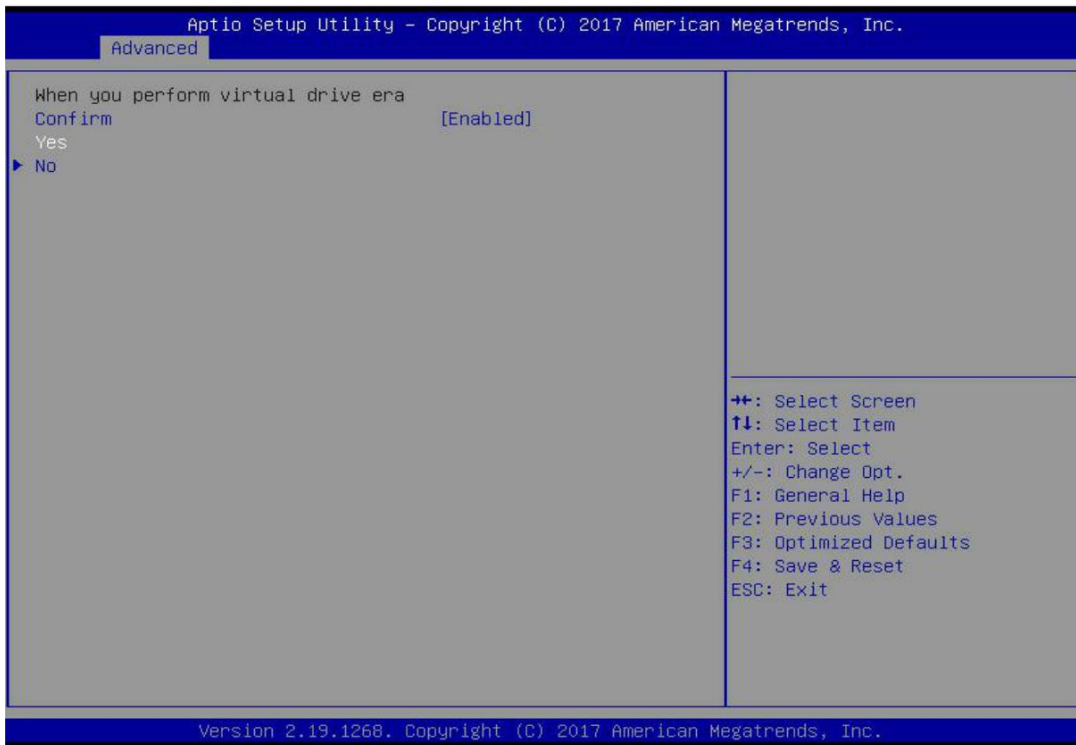 Aptio Setup Utility – Copyright (C) 2017 American Megatrends, Inc.
Advanced
When you perform virtual drive era
Confirm [Enabled]
Yes
No
→←: Select Screen
↑↓: Select Item
Enter: Select
+/-: Change Opt.
F1: General Help
F2: Previous Values
F3: Optimized Defaults
F4: Save & Reset
ESC: Exit
Version 2.19.1268. Copyright (C) 2017 American Megatrends, Inc.